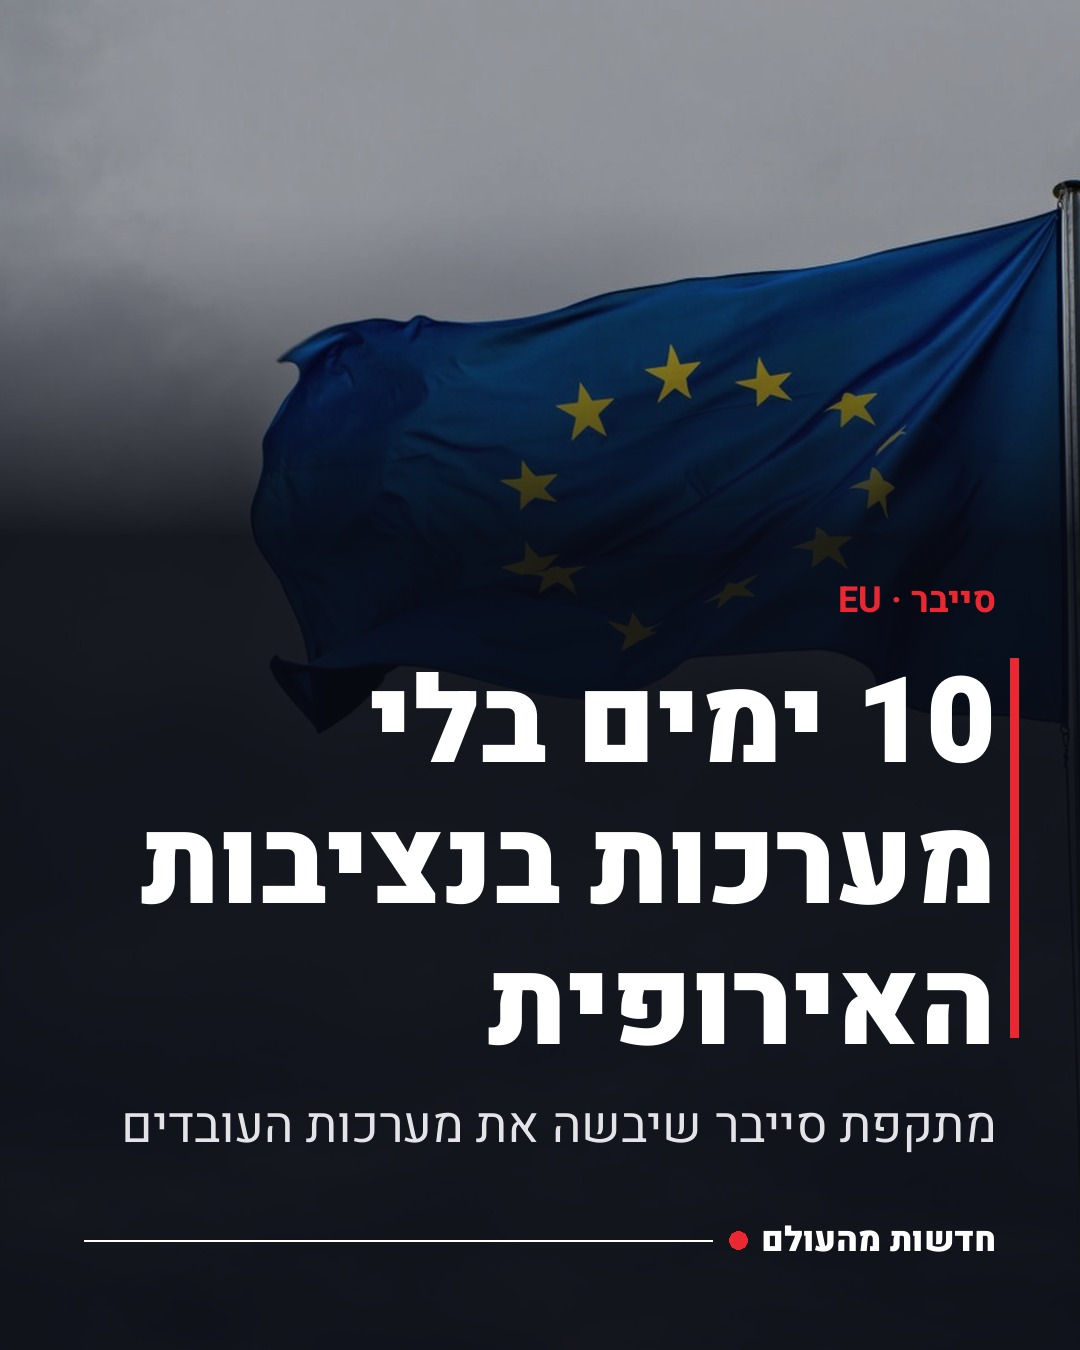 סייבר · EU
10 ימים בלי
מערכות בנציבות
האירופית
מתקפת סייבר שיבשה את מערכות העובדים
חדשות מהעולם